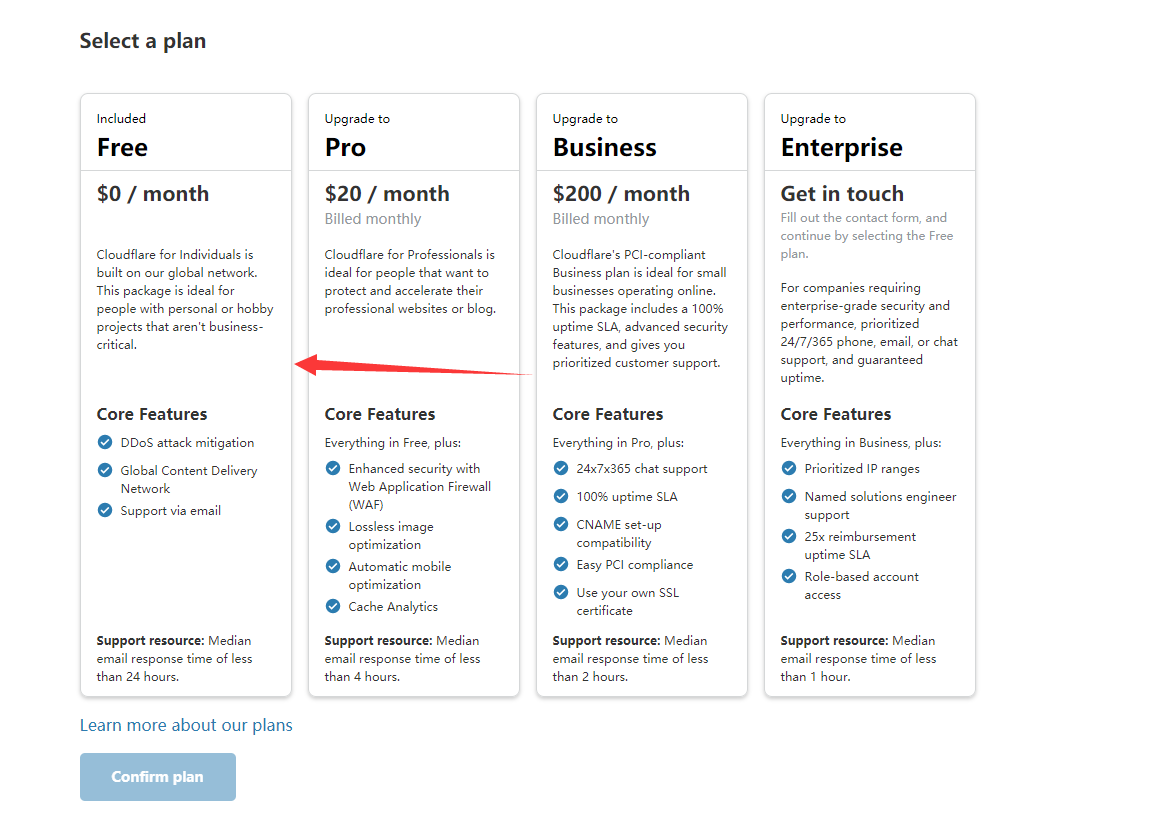 Select a plan
Included
Free
$0 / month
Cloudflare for Individuals is
built on our global network.
This package is ideal for
people with personal or hobby
projects that aren't business-
critical.
Core Features
DDoS attack mitigation
Global Content Delivery
Network
Support via email
Support resource: Median
email response time of less
than 24 hours.
Upgrade to
Pro
$20 / month
Billed monthly
Cloudflare for Professionals is
ideal for people that want to
protect and accelerate their
professional websites or blog.
Core Features
Everything in Free, plus:
Enhanced security with
Web Application Firewall
(WAF)
Lossless image
optimization
Automatic mobile
optimization
Cache Analytics
Support resource: Median
email response time of less
than 4 hours.
Upgrade to
Business
$200 / month
Billed monthly
Cloudflare's PCI-compliant
Business plan is ideal for small
businesses operating online.
This package includes a 100%
uptime SLA, advanced security
features, and gives you
prioritized customer support.
Core Features
Everything in Pro, plus:
24x7x365 chat support
100% uptime SLA
CNAME set-up
compatibility
Easy PCI compliance
Use your own SSL
certificate
Support resource: Median
email response time of less
than 2 hours.
Upgrade to
Enterprise
Get in touch
Fill out the contact form, and
continue by selecting the Free
plan.
For companies requiring
enterprise-grade security and
performance, prioritized
24/7/365 phone, email, or chat
support, and guaranteed
uptime.
Core Features
Everything in Business, plus:
Prioritized IP ranges
Named solutions engineer
support
25x reimbursement
uptime SLA
Role-based account
access
Support resource: Median
email response time of less
than 1 hour.
Learn more about our plans
Confirm plan